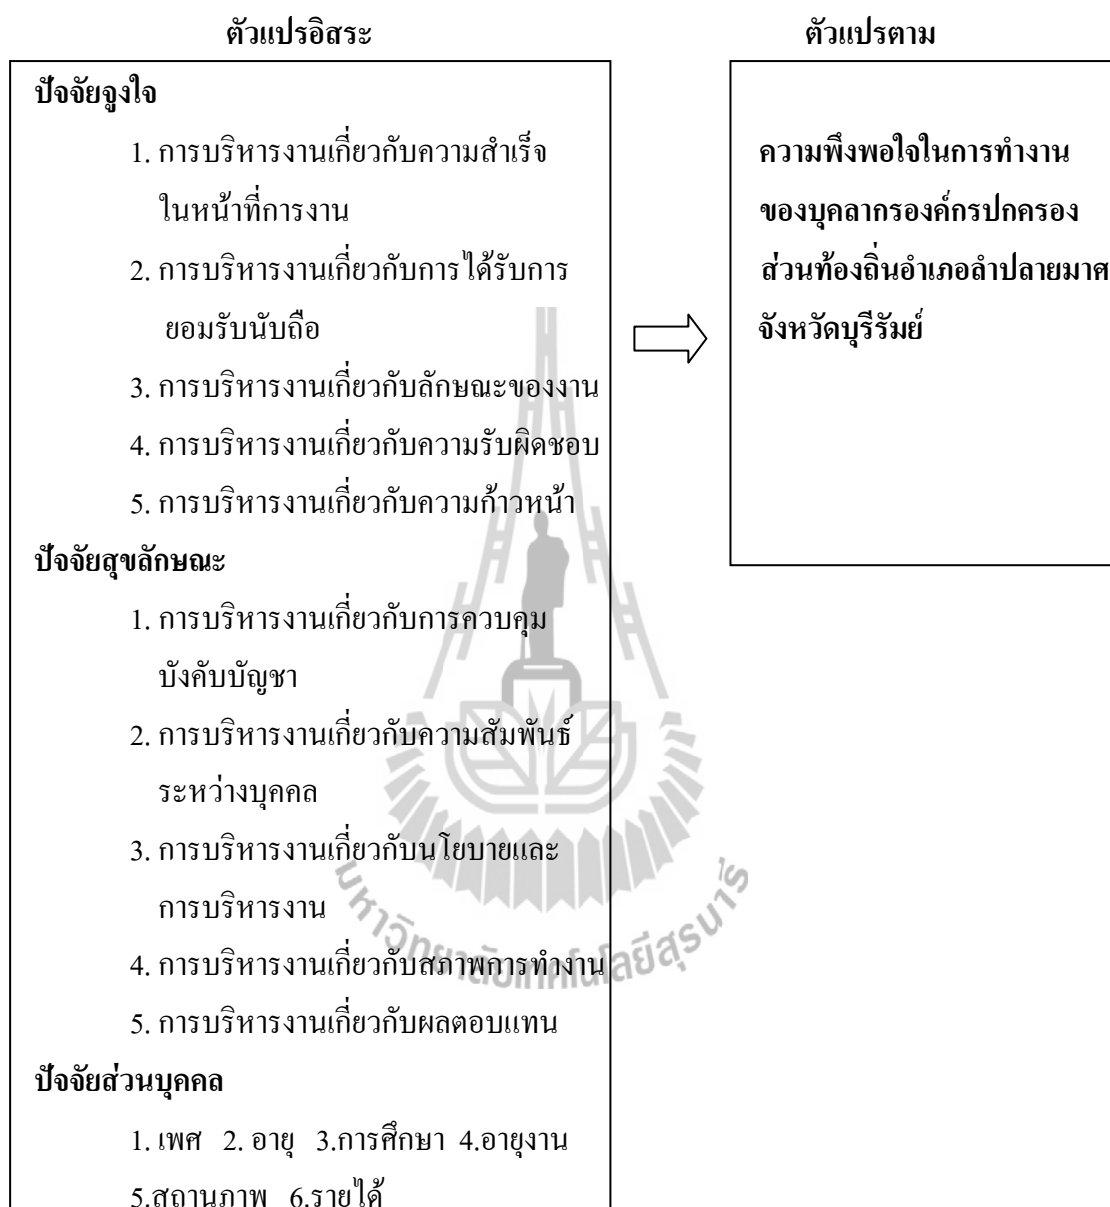 ตัวแปรอิสระ
ปัจจัยจูงใจ
1. การบริหารงานเกี่ยวกับความสำเร็จ
ในหน้าที่การงาน
2. การบริหารงานเกี่ยวกับการได้รับการ
ยอมรับนับถือ
3. การบริหารงานเกี่ยวกับลักษณะของงาน
4. การบริหารงานเกี่ยวกับความรับผิดชอบ
5. การบริหารงานเกี่ยวกับความก้าวหน้า
ปัจจัยสุขลักษณะ
1. การบริหารงานเกี่ยวกับการควบคุม
บังคับบัญชา
2. การบริหารงานเกี่ยวกับความสัมพันธ์
ระหว่างบุคคล
3. การบริหารงานเกี่ยวกับนโยบายและ
การบริหารงาน
4. การบริหารงานเกี่ยวกับสภาพการทำงาน
5. การบริหารงานเกี่ยวกับผลตอบแทน
ปัจจัยส่วนบุคคล
1. เพศ 2. อายุ 3.การศึกษา 4.อายุงาน
5.สถานภาพ 6.รายได้
ตัวแปรตาม
ความพึงพอใจในการทำงาน
ของบุคลากรองค์กรปกครอง
ส่วนท้องถิ่นอำเภอลำปลายมาศ
จังหวัดบุรีรัมย์
มหาวิทยาลัยเทคโนโลยีสุรนารี